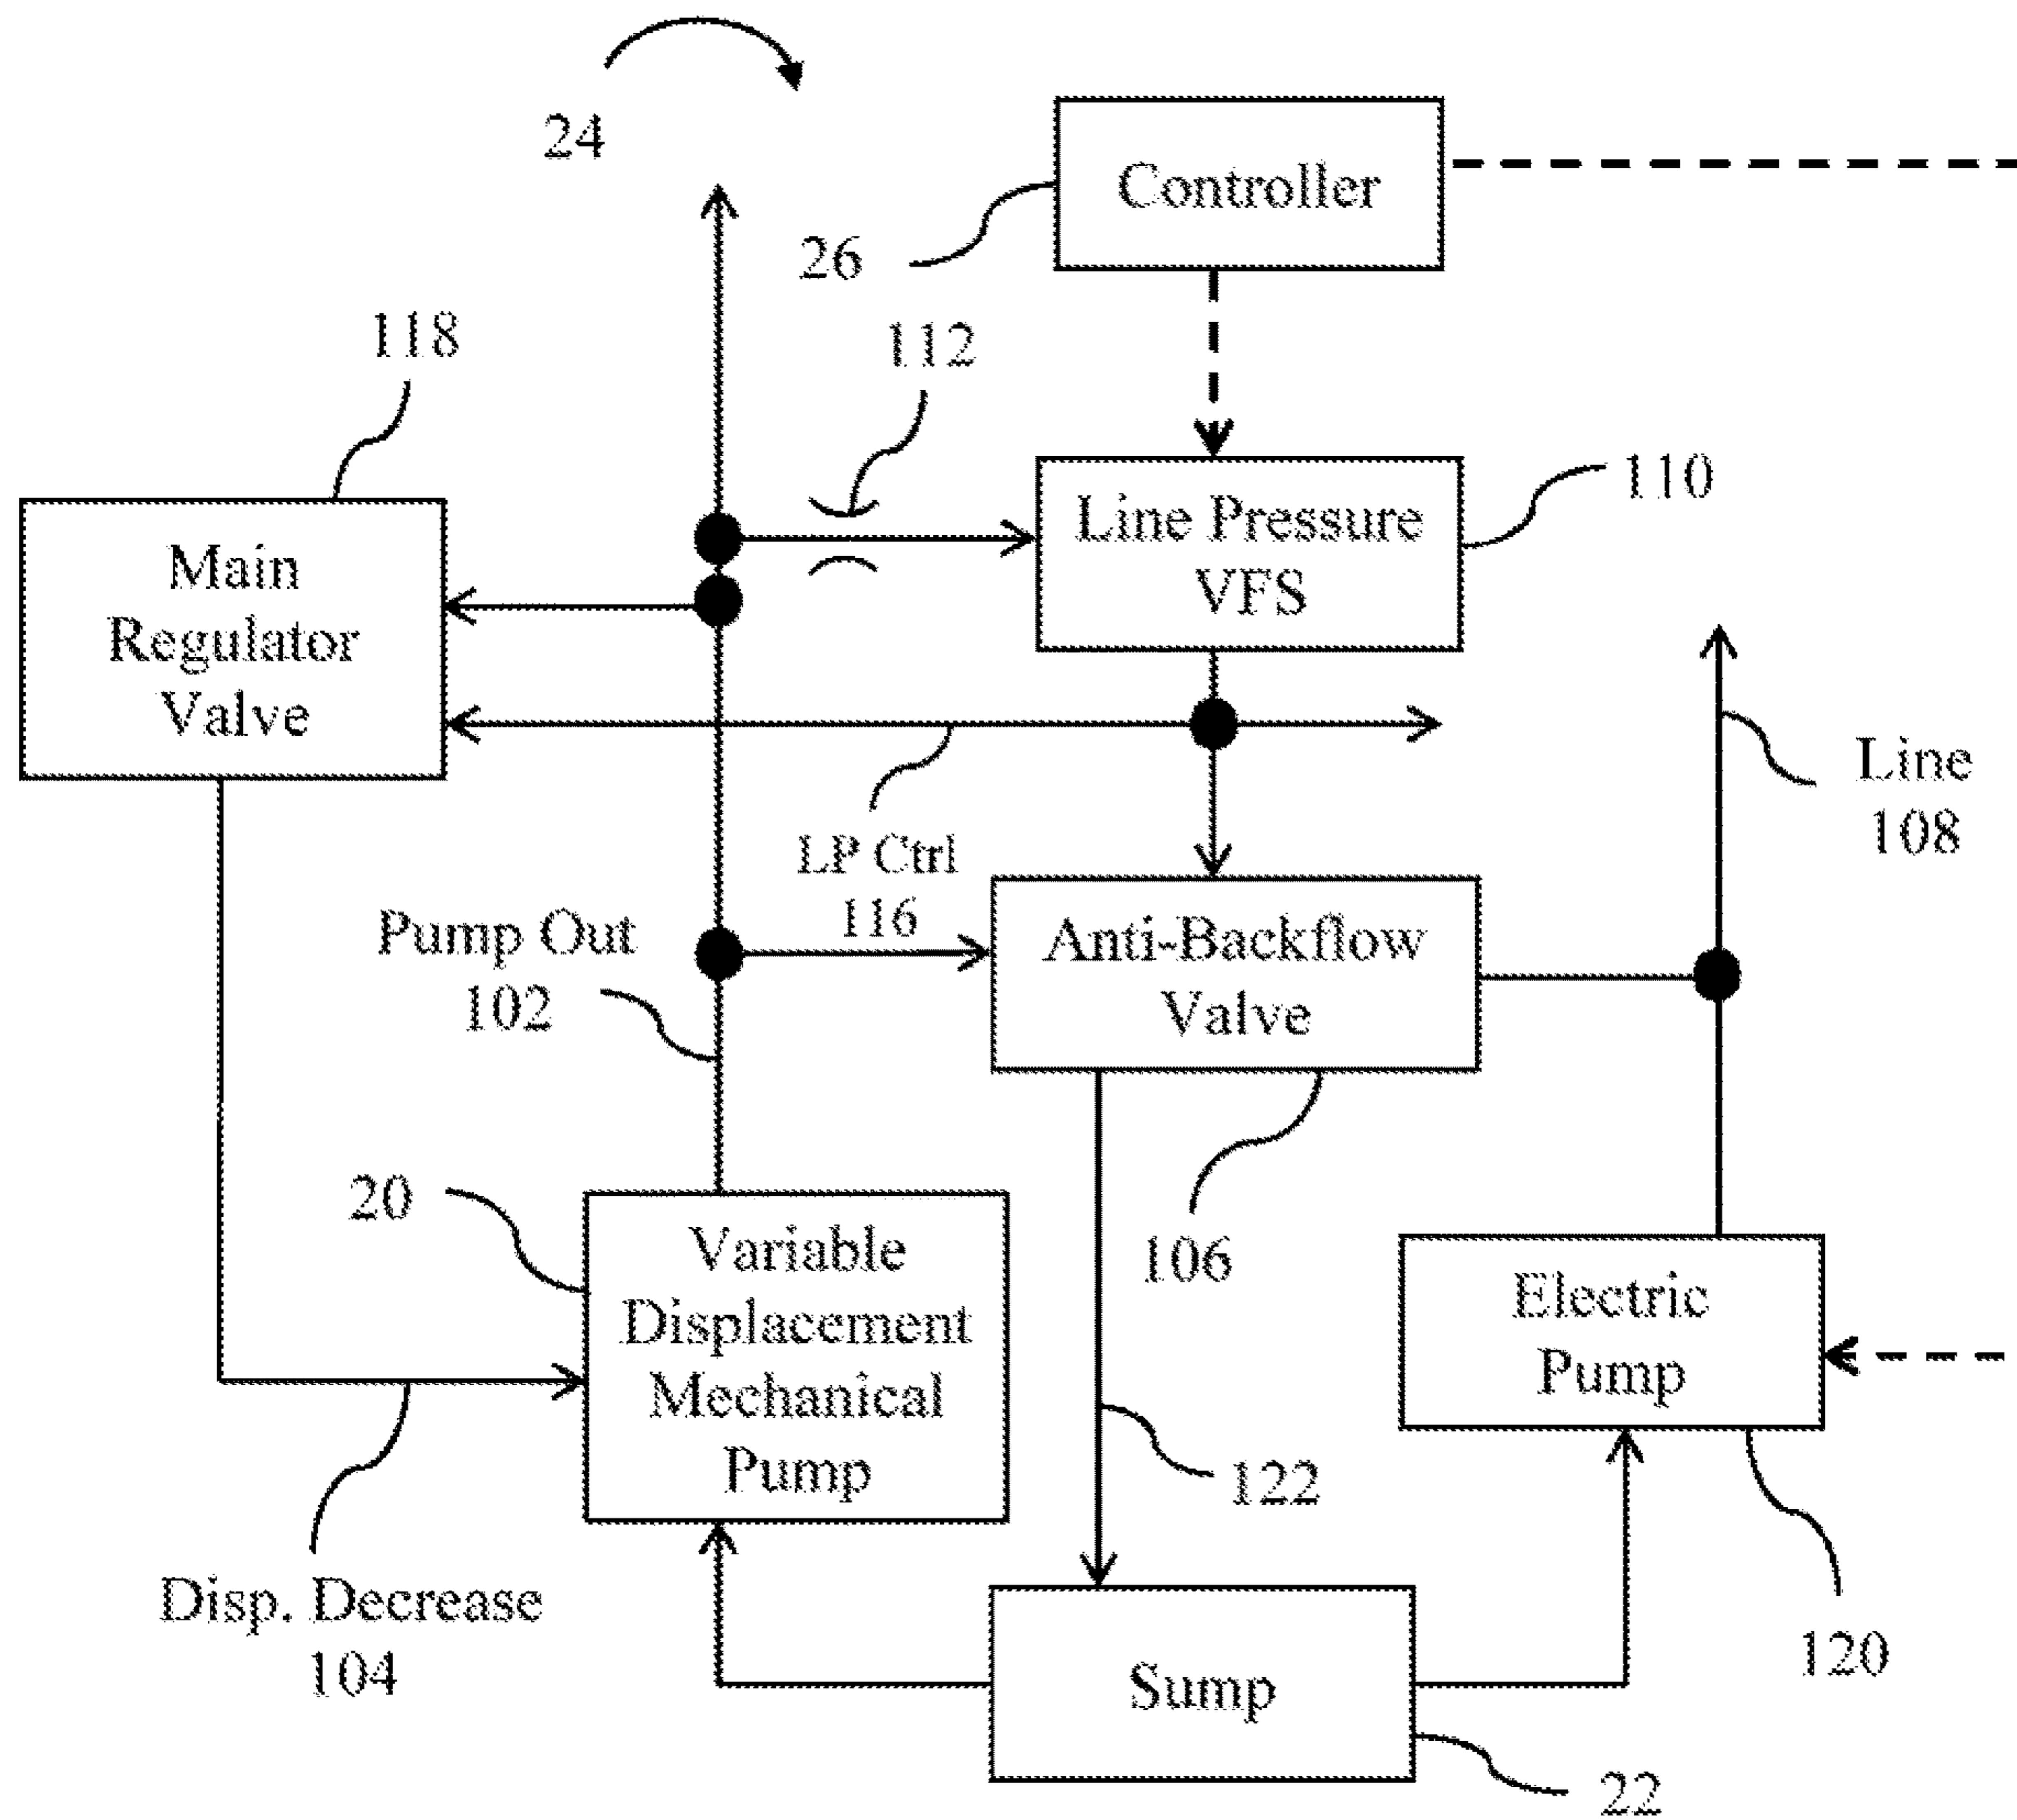 24
Controller
26
118
112
110
Line Pressure
VFS
Main
Regulator
Valve
Line
108
LP Ctrl
116
Pump Out
102
Anti-Backflow
Valve
20
Variable
Displacement
Mechanical
Pump
106
Electric
Pump
122
Disp. Decrease
104
Sump
120
22